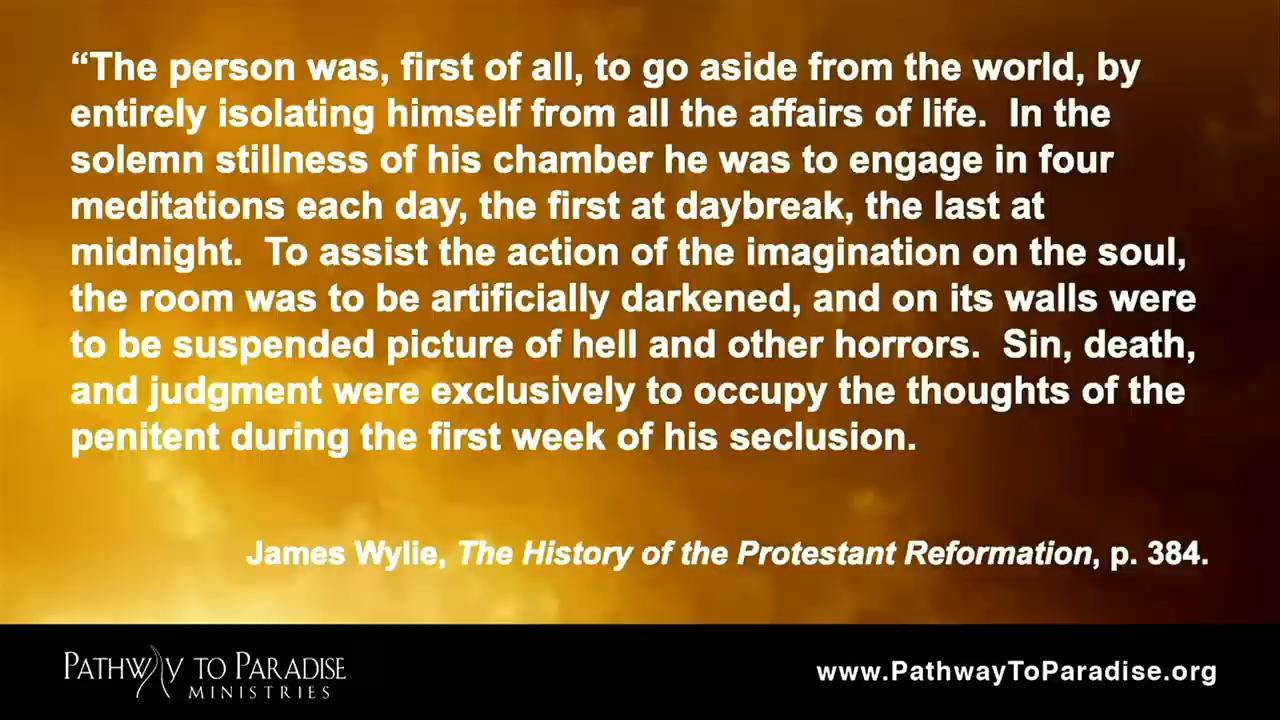 “The person was, first of all, to go aside from the world, by
entirely isolating himself from all the affairs of life.  In the
solemn stillness of his chamber he was to engage in four
meditations each day, the first at daybreak, the last at
midnight.  To assist the action of the imagination on the soul,
the room was to be artificially darkened, and on its walls were
to be suspended picture of hell and other horrors.  Sin, death,
and judgment were exclusively to occupy the thoughts of the
penitent during the first week of his seclusion.
James Wylie, The History of the Protestant Reformation, p. 384.
PATHWAY TO PARADISE
MINISTRIES
www.PathwayToParadise.org